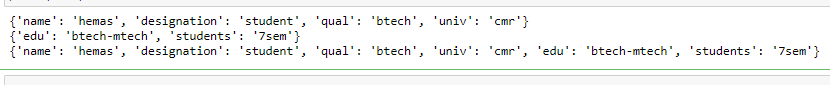 {'name': 'hemas', 'designation': 'student', 'qual': 'btech', 'univ': 'cmr'}
{'edu': 'btech-mtech', 'students': '7sem'}
{'name': 'hemas', 'designation': 'student', 'qual': 'btech', 'univ': 'cmr', 'edu': 'btech-mtech', 'students': '7sem'}